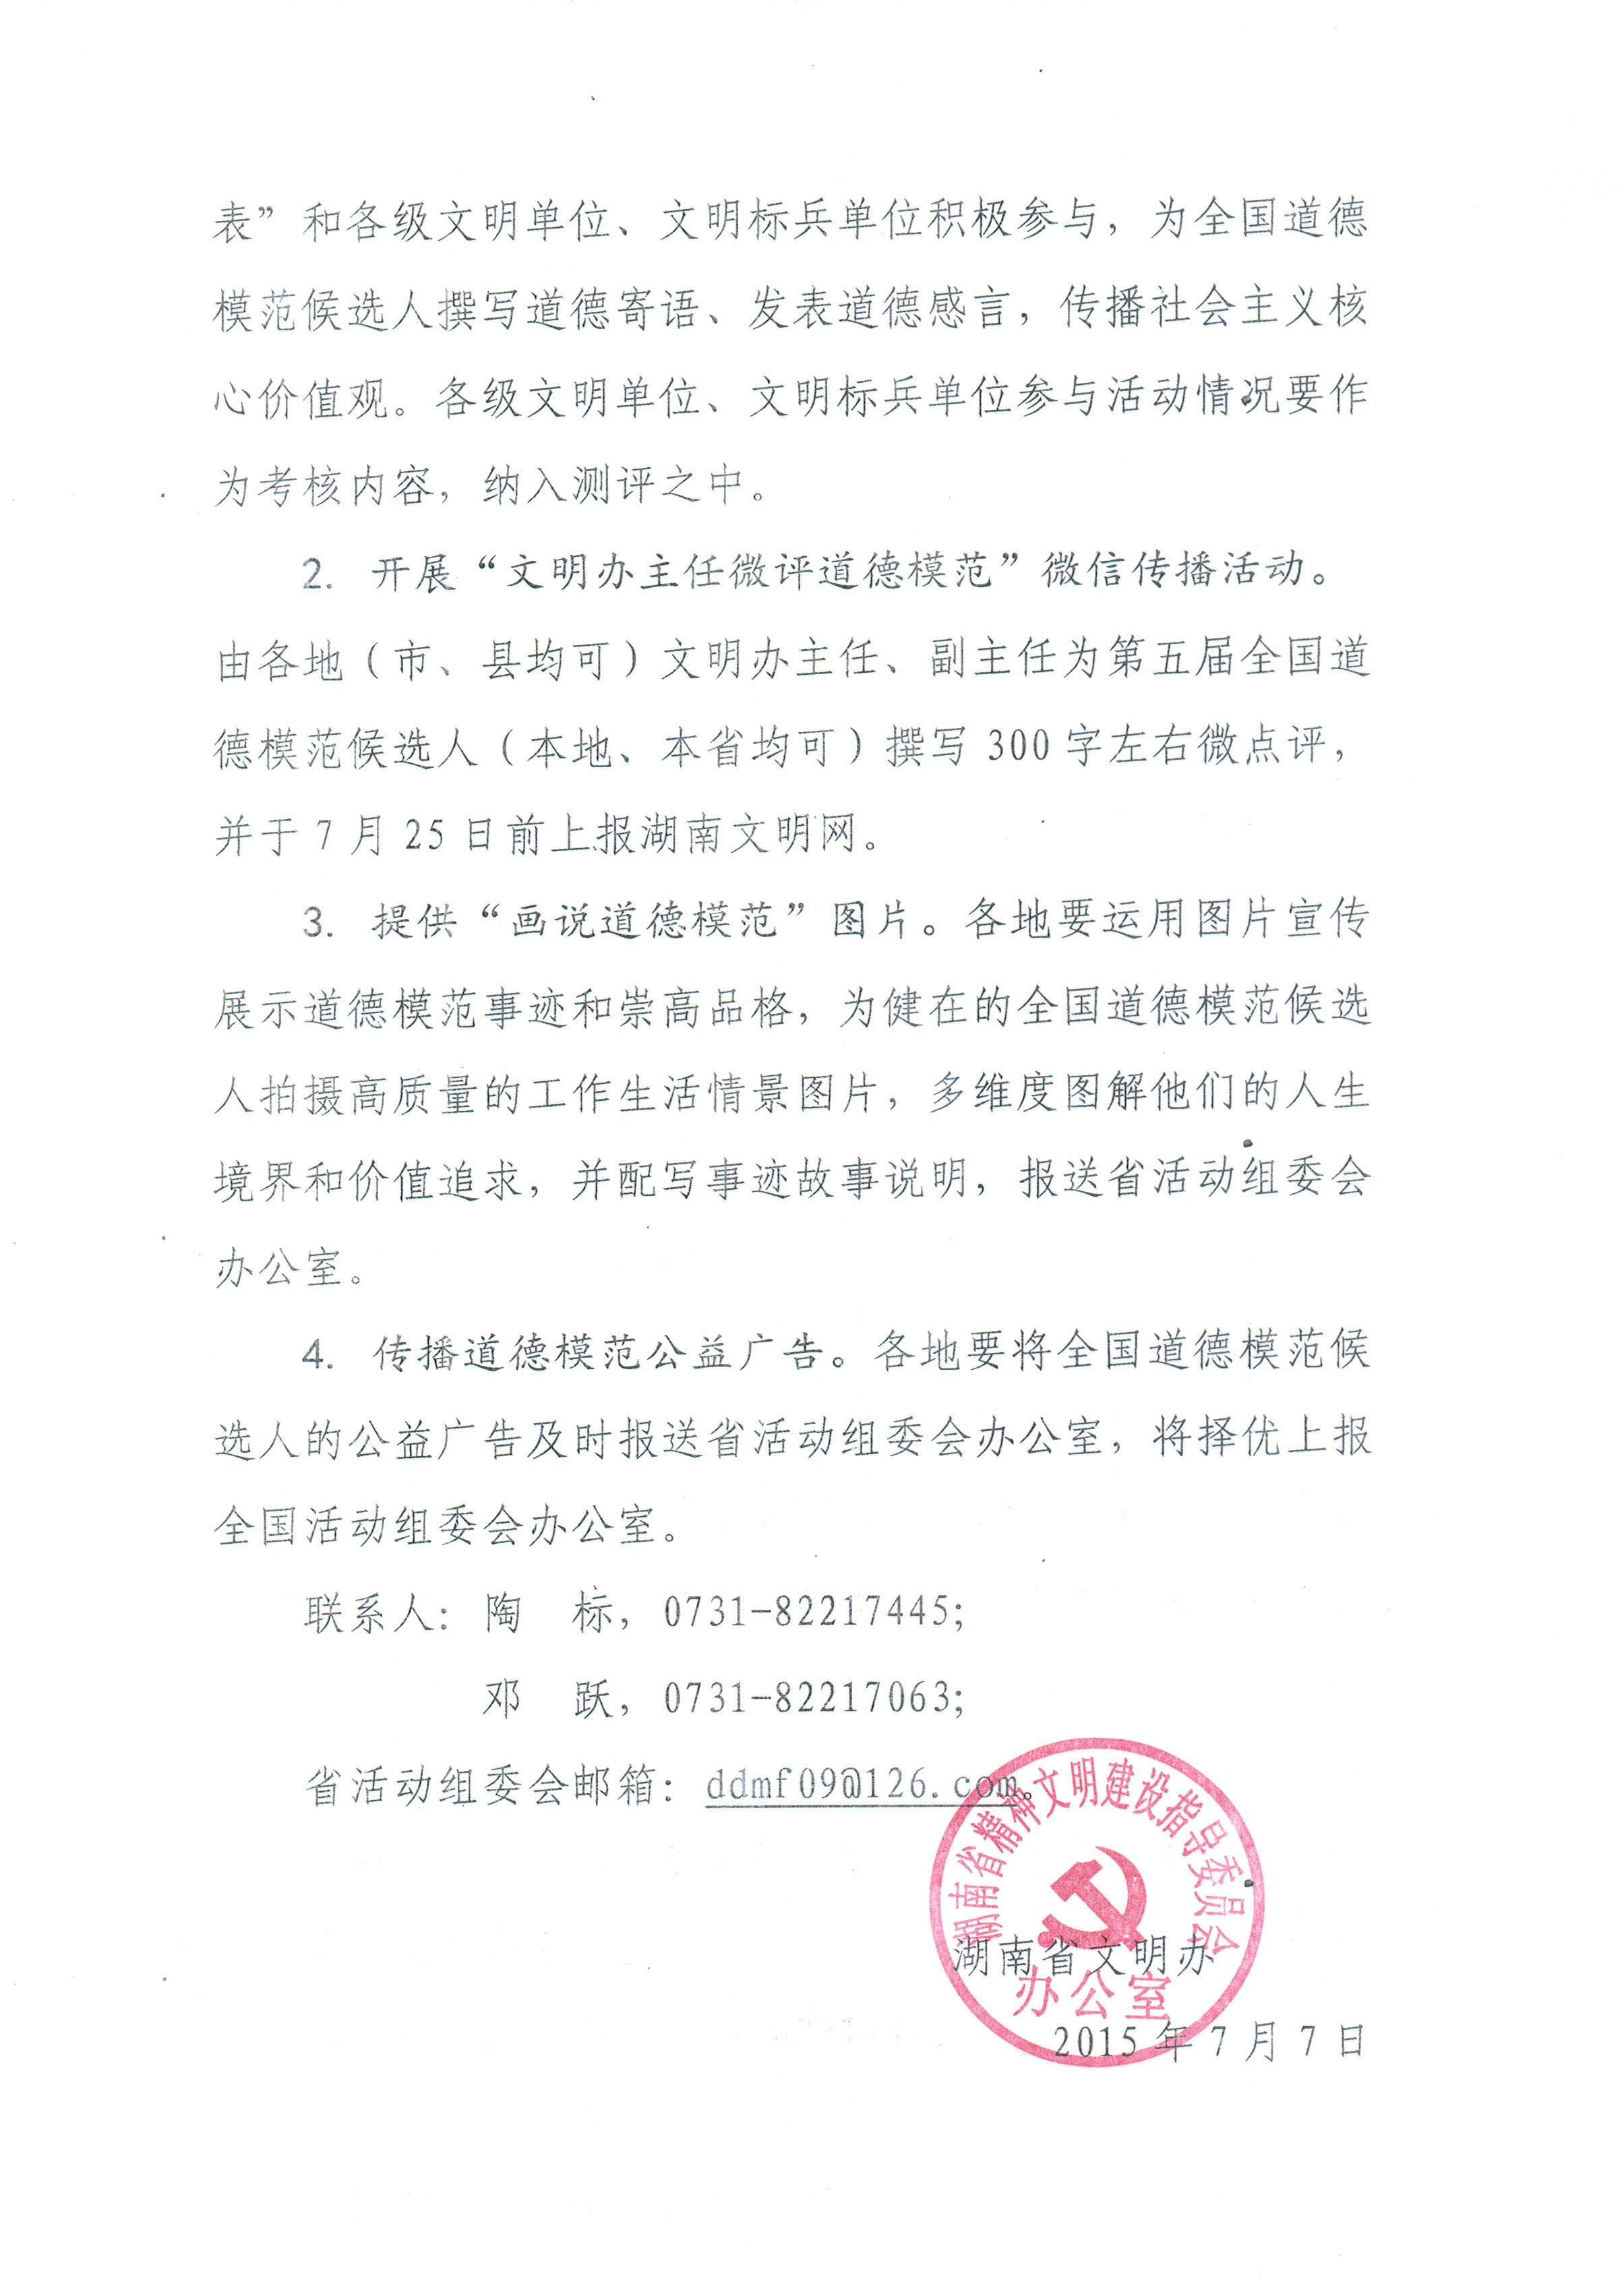 表”和各级文明单位、文明标兵单位积极参与，为全国道德
模范候选人撰写道德寄语、发表道德感言，传播社会主义核
心价值观。各级文明单位、文明标兵单位参与活动情况要作
为考核内容，纳入测评之中。
2. 开展“文明办主任微评道德模范”微信传播活动。
由各地（市、县均可）文明办主任、副主任为第五届全国道
德模范候选人（本地、本省均可）撰写 300 字左右微点评，
并于 7 月 25 日前上报湖南文明网。
3. 提供“画说道德模范”图片。各地要运用图片宣传
展示道德模范事迹和崇高品格，为健在的全国道德模范候选
人拍摄高质量的工作生活情景图片，多维度图解他们的人生
境界和价值追求，并配写事迹故事说明，报送省活动组委会
办公室。
4. 传播道德模范公益广告。各地要将全国道德模范候
选人的公益广告及时报送省活动组委会办公室，将择优上报
全国活动组委会办公室。
联系人：陶　标，0731-82217445;
邓　跃，0731-82217063;
省活动组委会邮箱：ddmf09@126.com。
湖南省精神文明建设指导委员会
湖南省文明办
办公室
2015 年 7 月 7 日